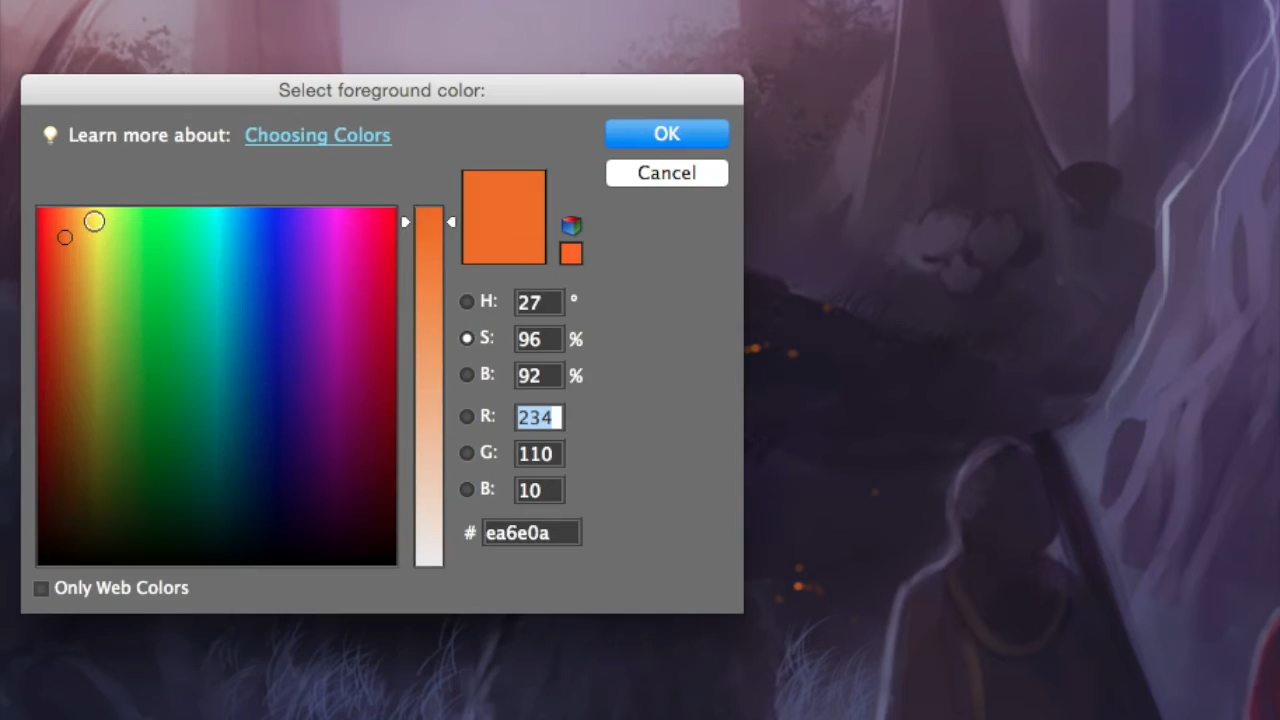 Select foreground color:
Learn more about: Choosing Colors
OK
Cancel
H: 27 °
S: 96 %
B: 92 %
R: 234
G: 110
B: 10
# ea6e0a
Only Web Colors